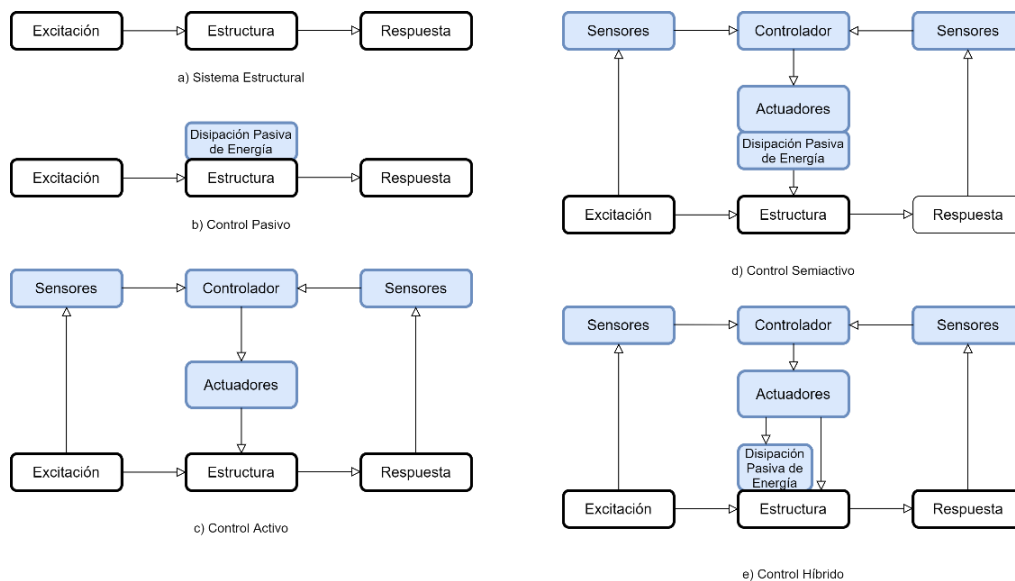 Excitación
Estructura
Respuesta
a) Sistema Estructural
Disipación Pasiva
de Energía
Excitación
Estructura
Respuesta
b) Control Pasivo
Sensores
Controlador
Sensores
Actuadores
Excitación
Estructura
Respuesta
c) Control Activo
Sensores
Controlador
Sensores
Actuadores
Disipación Pasiva
de Energía
Excitación
Estructura
Respuesta
d) Control Semiactivo
Sensores
Controlador
Sensores
Actuadores
Disipación
Pasiva de
Energía
Excitación
Estructura
Respuesta
e) Control Híbrido